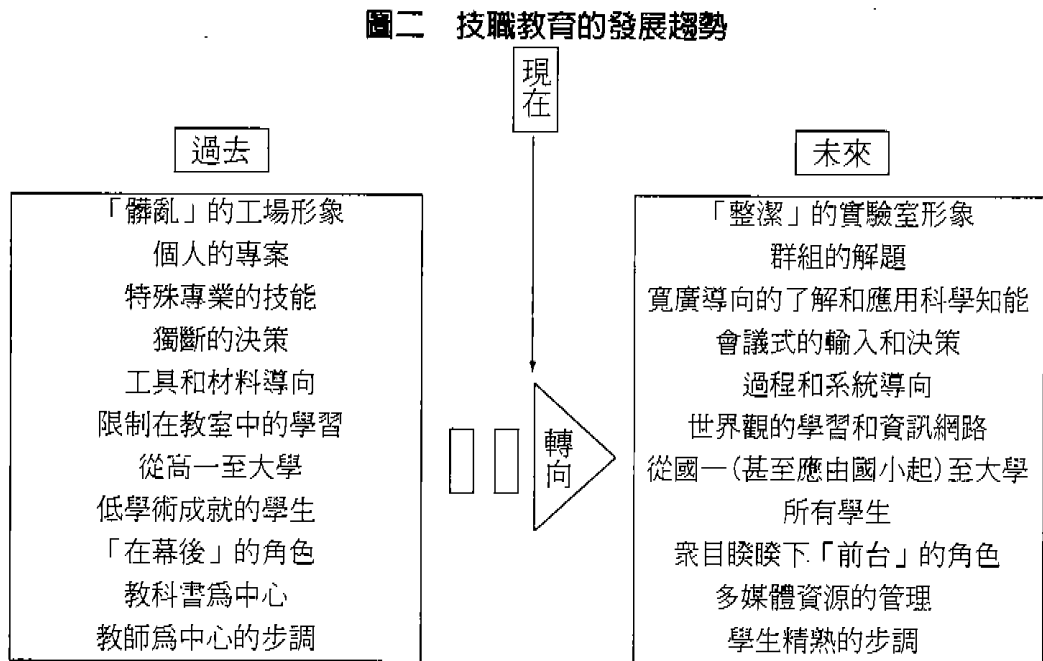 圖二　技職教育的發展趨勢
現在
過去
「髒亂」的工場形象
個人的專案
特殊專業的技能
獨斷的決策
工具和材料導向
限制在教室中的學習
從高一至大學
低學術成就的學生
「在幕後」的角色
教科書爲中心
教師爲中心的步調
轉向
未來
「整潔」的實驗室形象
群組的解題
寬廣導向的了解和應用科學知能
會議式的輸入和決策
過程和系統導向
世界觀的學習和資訊網路
從國一(甚至應由國小起)至大學
所有學生
衆目睽睽下「前台」的角色
多媒體資源的管理
學生精熟的步調